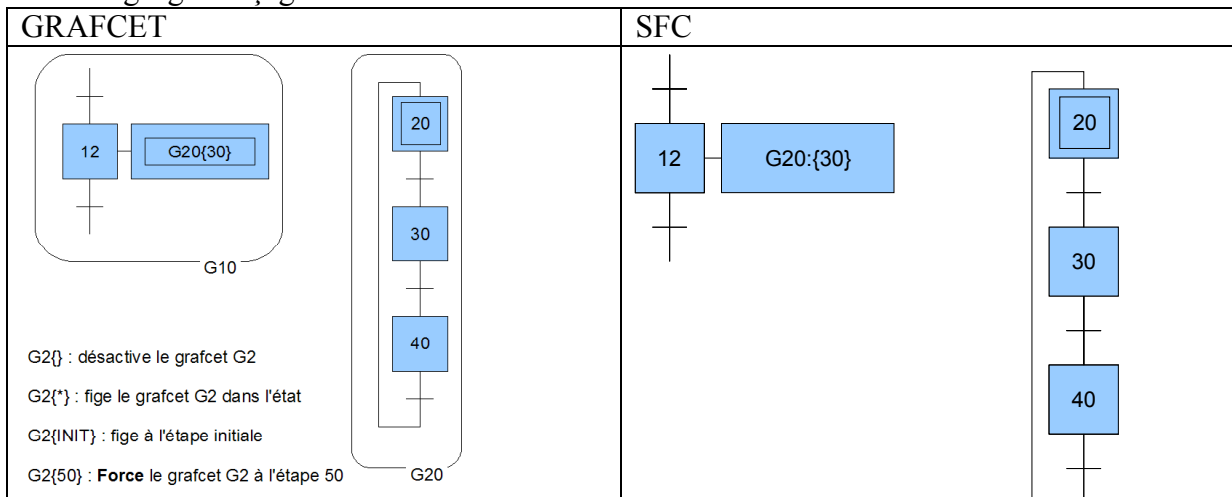 GRAFCET
SFC
12
G20{30}
G10
20
30
40
G20
G2{} : désactive le grafcet G2
G2{*} : fige le grafcet G2 dans l'état
G2{INIT} : fige à l'étape initiale
G2{50} : Force le grafcet G2 à l'étape 50
12
G20:{30}
20
30
40